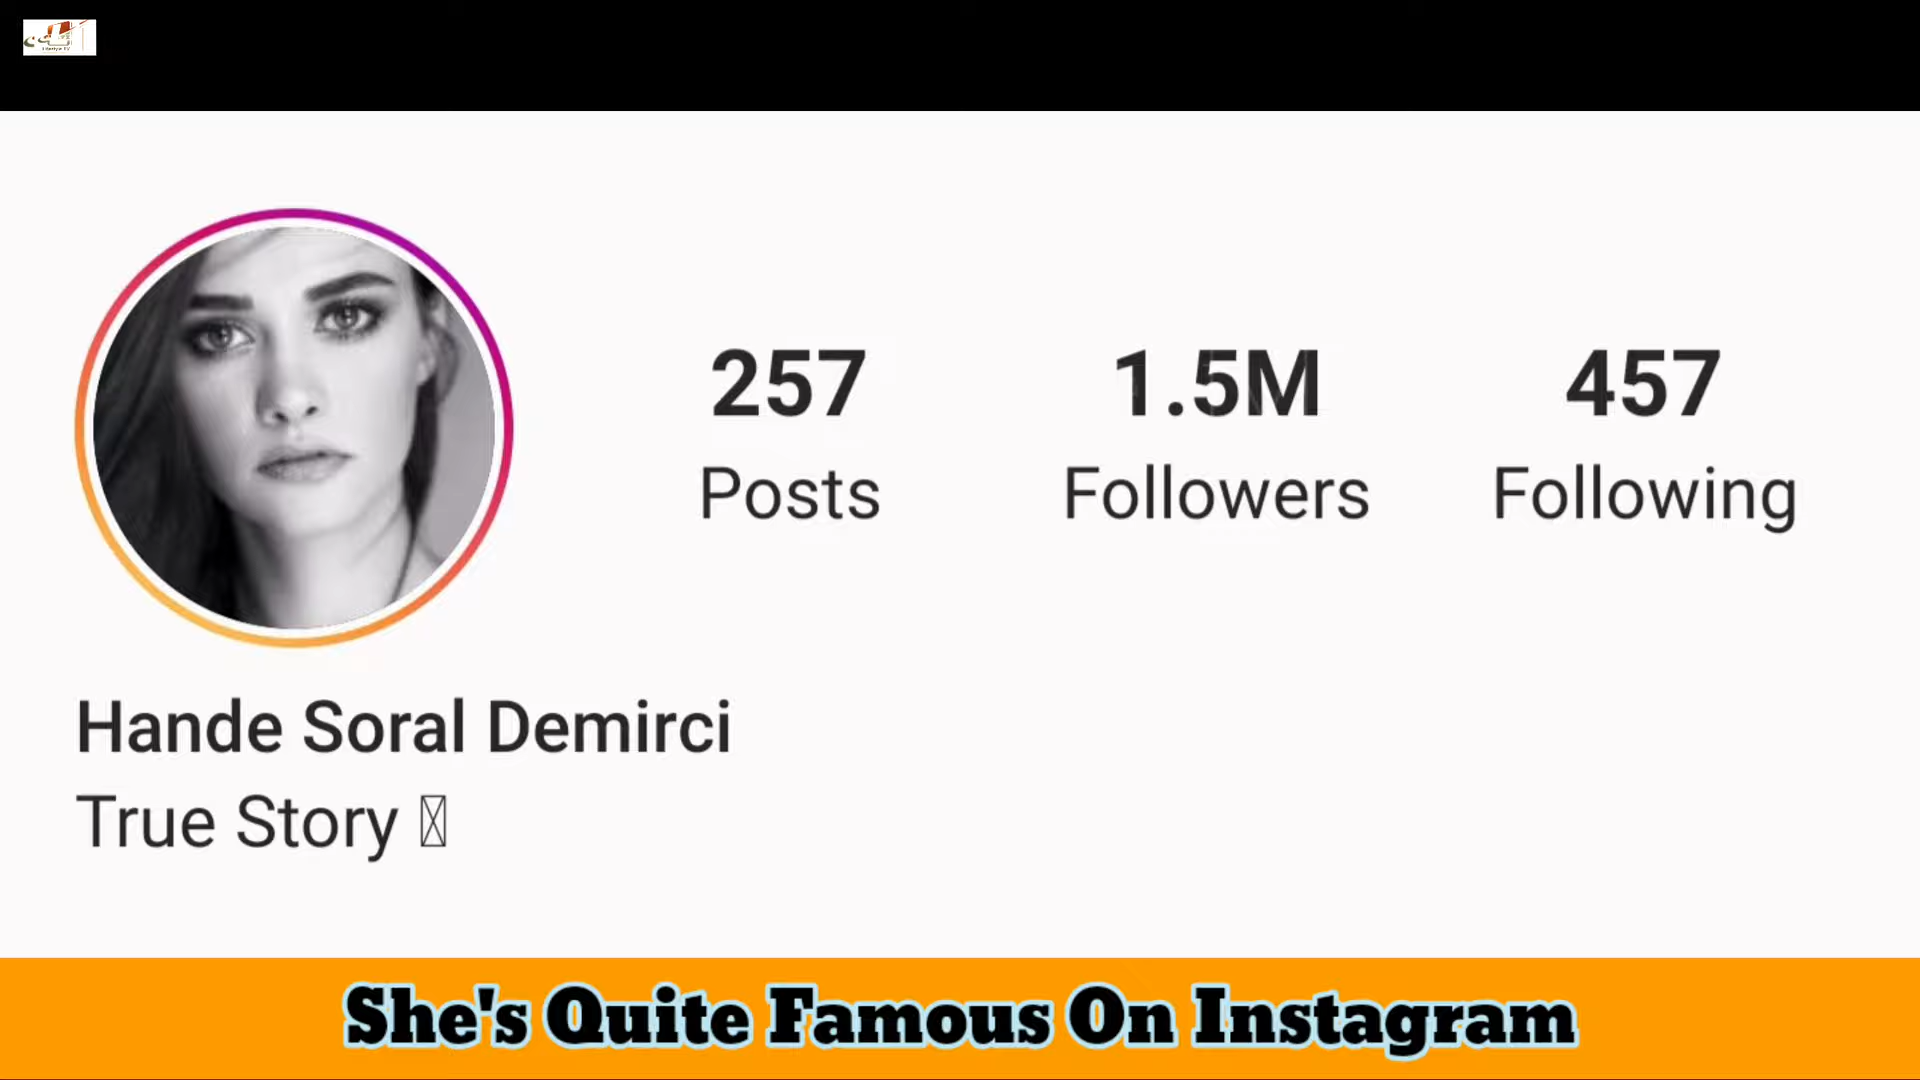 257 1.5M 457
Posts Followers Following
Hande Soral Demirci
True Story
She's Quite Famous On Instagram